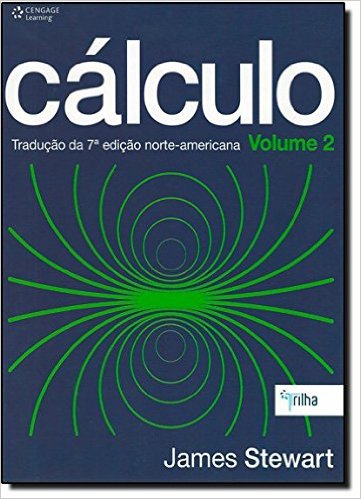 CENGAGE
Learning
cálculo
Tradução da 7ª edição norte-americana Volume 2
Trilha
James Stewart